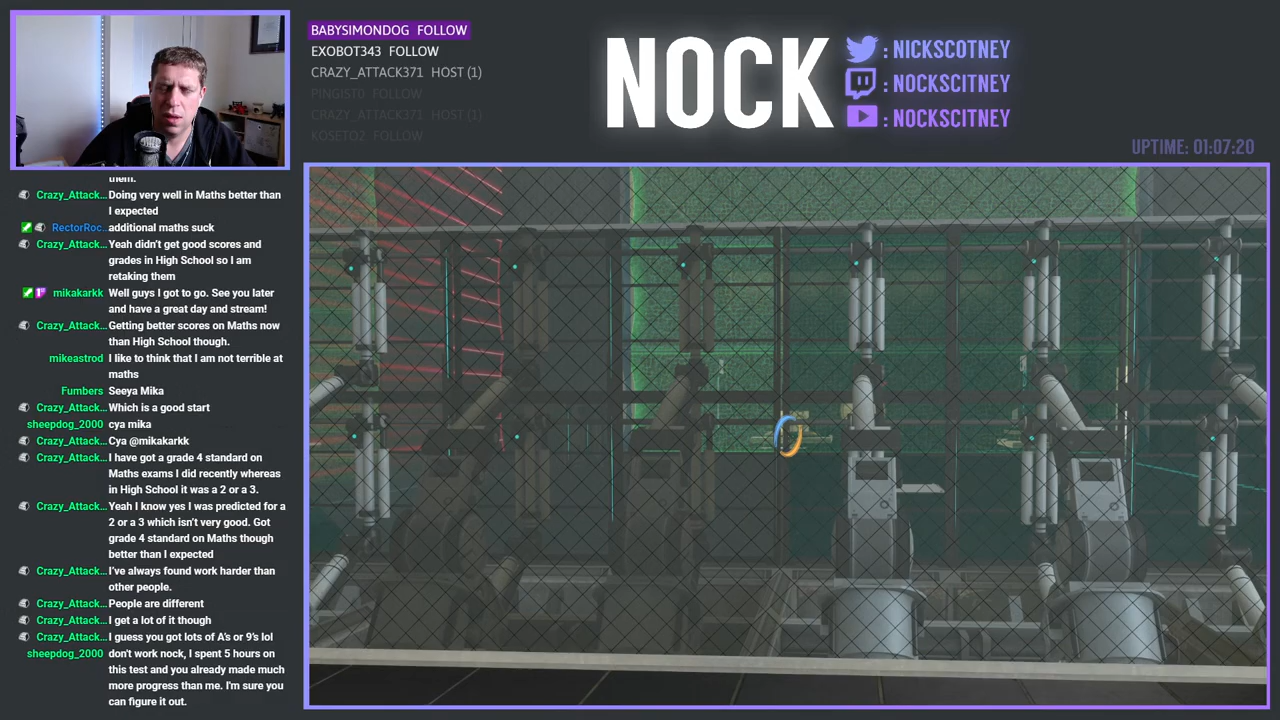 BABYSIMONDOG FOLLOW
EXOBOT343 FOLLOW
CRAZY_ATTACK371 HOST (1)
PINGIST0 FOLLOW
CRAZY_ATTACK371 HOST (1)
KOSETO2 FOLLOW
NOCK
: NICKSCOTNEY
: NOCKSCITNEY
: NOCKSCITNEY
UPTIME: 01:07:20
them.
Crazy_Attack... Doing very well in Maths better than
I expected
RectorRoc... additional maths suck
Crazy_Attack... Yeah didn't get good scores and
grades in High School so I am
retaking them
mikakarkk Well guys I got to go. See you later
and have a great day and stream!
Crazy_Attack... Getting better scores on Maths now
than High School though.
mikeastrod I like to think that I am not terrible at
maths
Fumbers Seeya Mika
Crazy_Attack... Which is a good start
sheepdog_2000 cya mika
Crazy_Attack... Cya @mikakarkk
Crazy_Attack... I have got a grade 4 standard on
Maths exams I did recently whereas
in High School it was a 2 or a 3.
Crazy_Attack... Yeah I know yes I was predicted for a
2 or a 3 which isn't very good. Got
grade 4 standard on Maths though
better than I expected
Crazy_Attack... I've always found work harder than
other people.
Crazy_Attack... People are different
Crazy_Attack... I get a lot of it though
Crazy_Attack... I guess you got lots of A's or 9's lol
sheepdog_2000 don't work nock, I spent 5 hours on
this test and you already made much
more progress than me. I'm sure you
can figure it out.